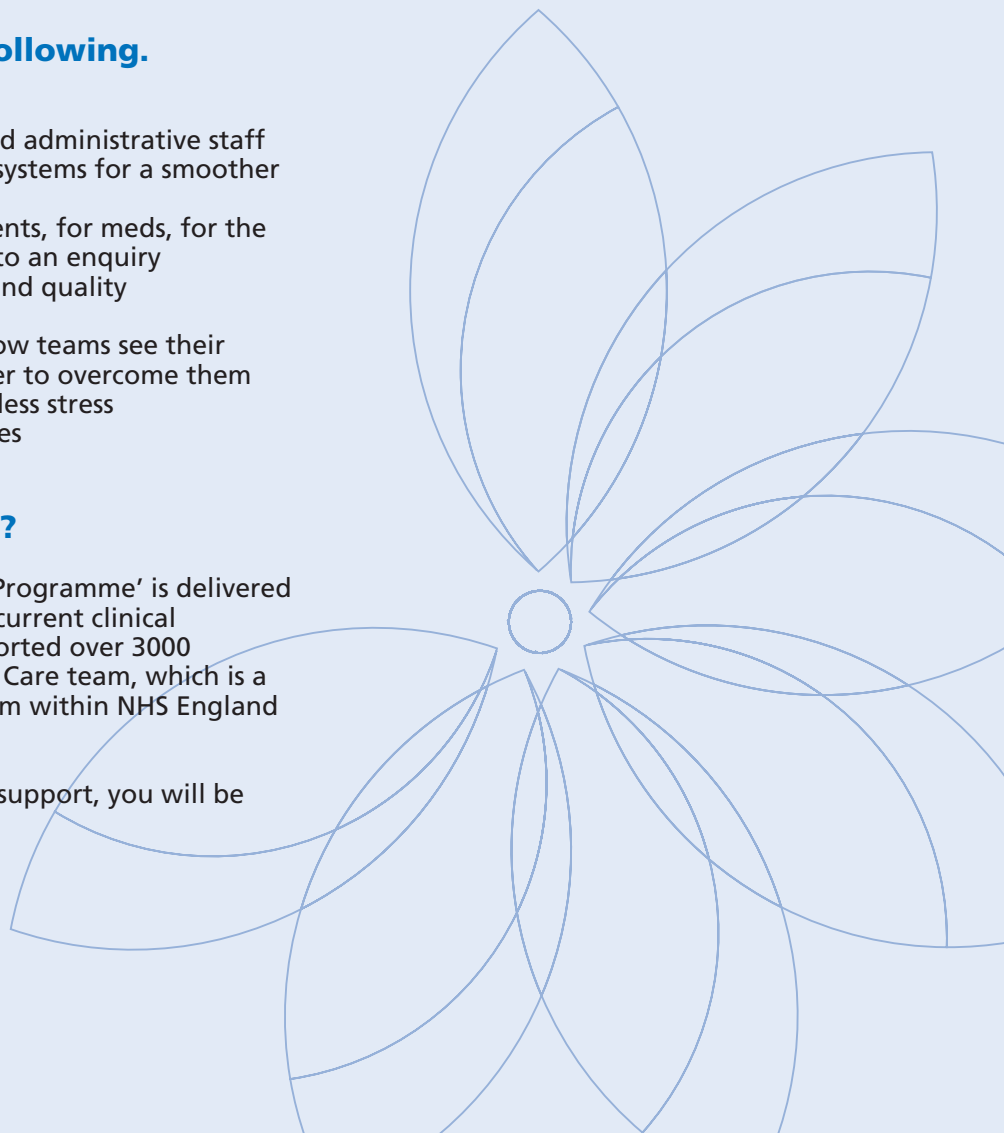 ollowing.
d administrative staff
systems for a smoother
ents, for meds, for the
to an enquiry
nd quality
ow teams see their
er to overcome them
less stress
es
?
Programme’ is delivered
current clinical
orted over 3000
Care team, which is a
m within NHS England
support, you will be